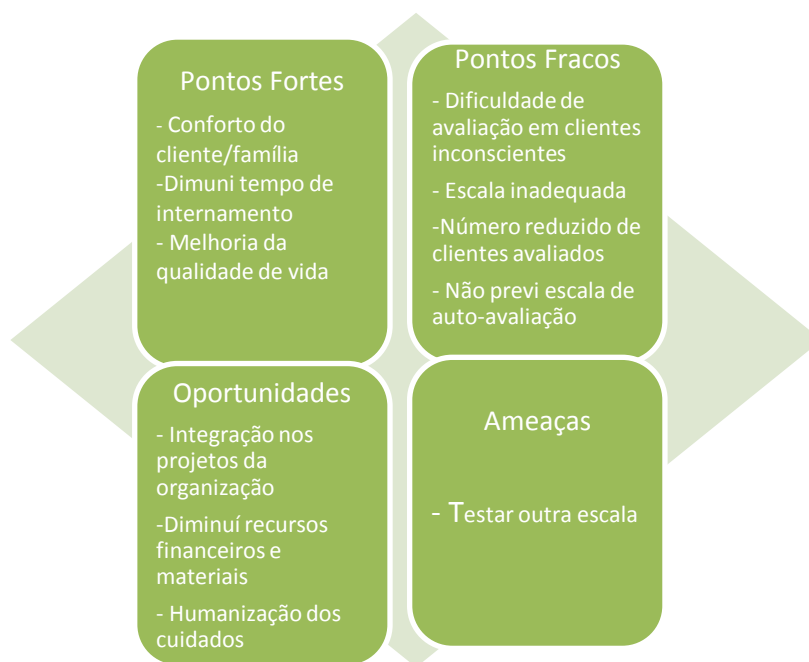 Pontos Fortes
- Conforto do
cliente/família
-Dimuni tempo de
internamento
- Melhoria da
qualidade de vida
Pontos Fracos
- Dificuldade de
avaliação em clientes
inconscientes
- Escala inadequada
-Número reduzido de
clientes avaliados
- Não previ escala de
auto-avaliação
Oportunidades
- Integração nos
projetos da
organização
-Diminuí recursos
financeiros e
materiais
- Humanização dos
cuidados
Ameaças
- Testar outra escala